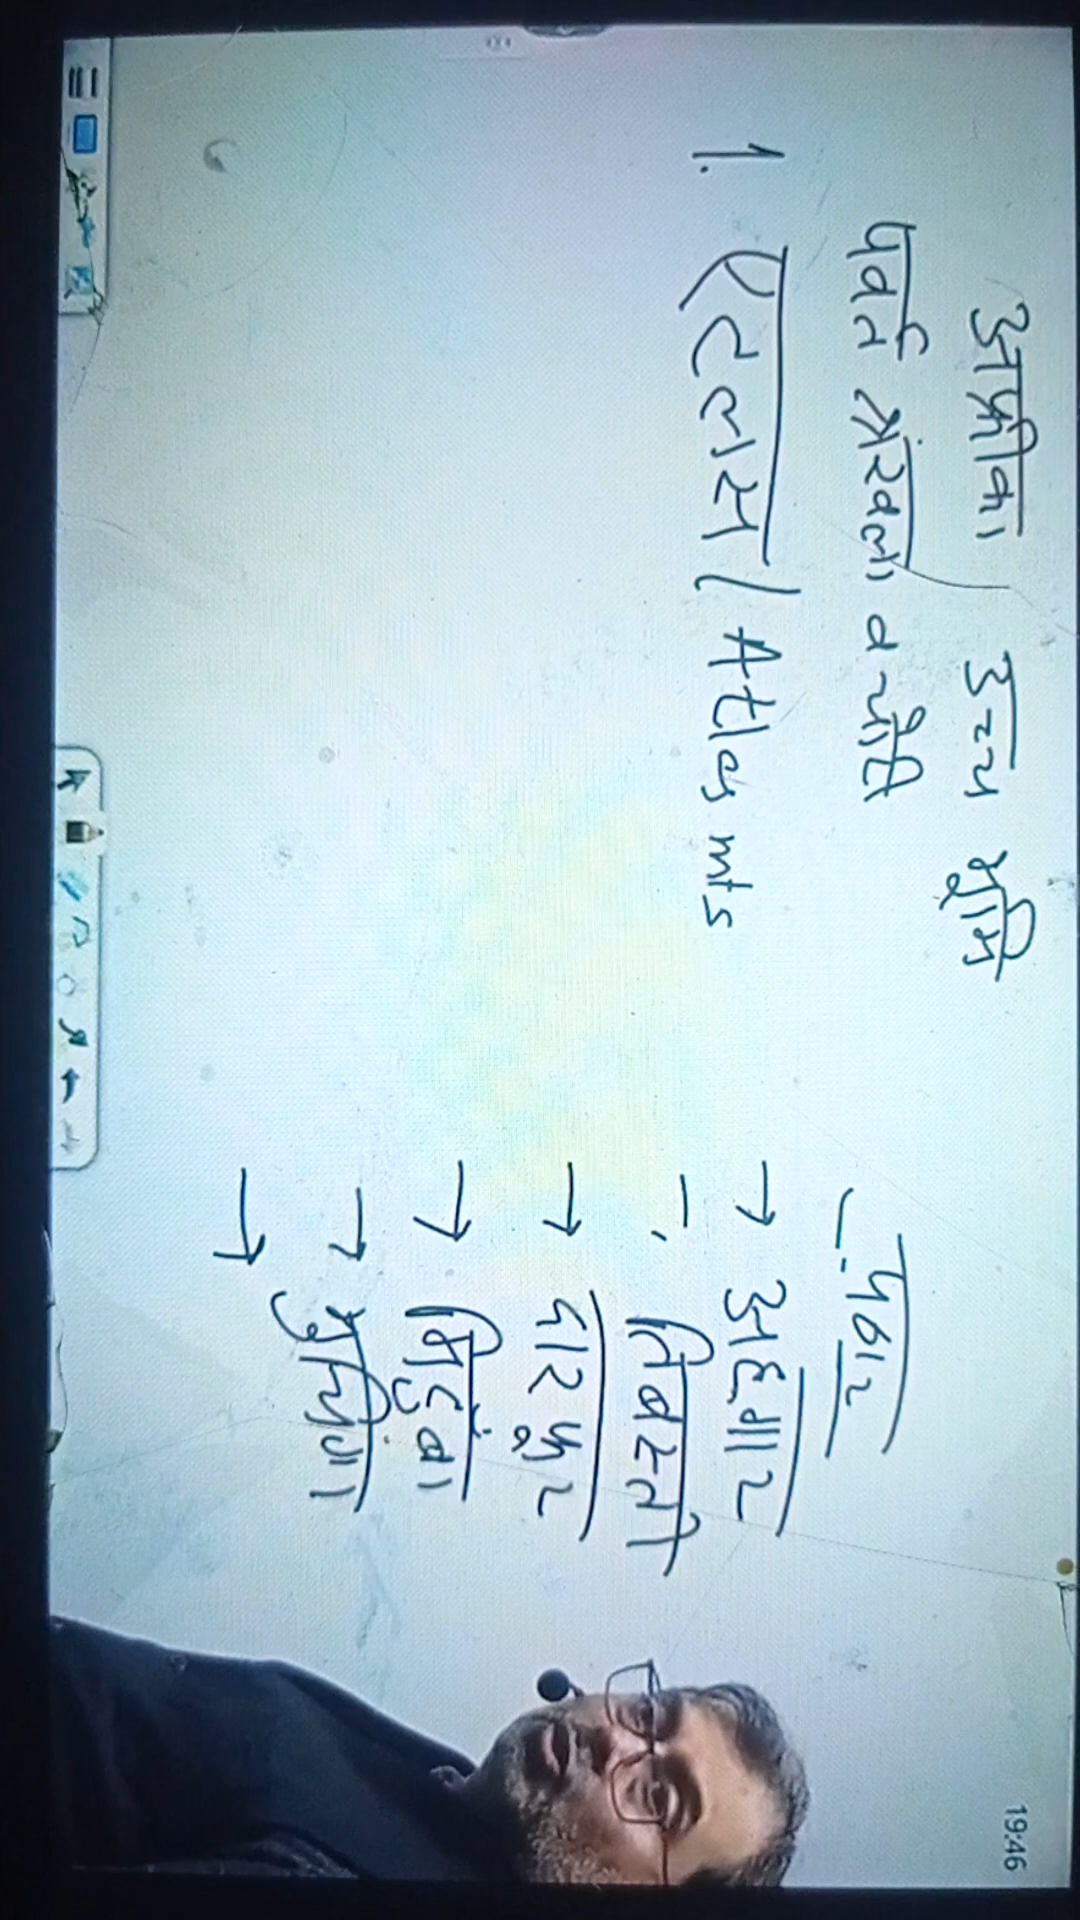 19:46
अफ्रीका उच्च भूमि
पर्वत श्रंखला व चोटी
1. एटलस / Atlas mts
- पठार
→ अहगार
- तिबस्ती
→ दारफूर
→ बिहुंवा